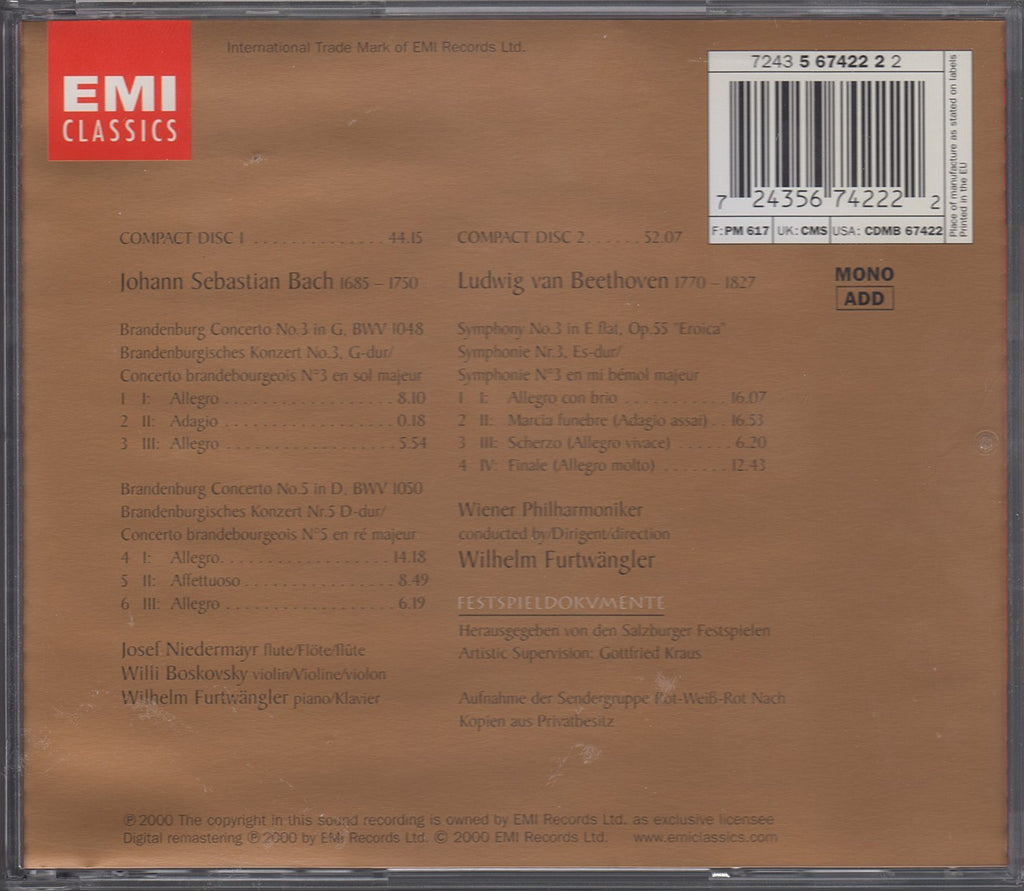 International Trade Mark of EMI Records Ltd.
EMI
CLASSICS
7243 5 67422 2 2
7 24356 74222 2
F: PM 617 UK: CMS USA: CDMB 67422
Place of manufacture as stated on labels
Printed in the EU
MONO
ADD
COMPACT DISC 1 . . . . . . . . . . . . . . . 44.15
Johann Sebastian Bach 1685 – 1750
Brandenburg Concerto No.3 in G, BWV 1048
Brandenburgisches Konzert No.3, G-dur/
Concerto brandebourgeois N°3 en sol majeur
1 I: Allegro . . . . . . . . . . . . . . . . . . 8.10
2 II: Adagio . . . . . . . . . . . . . . . . . . 0.18
3 III: Allegro . . . . . . . . . . . . . . . . . . 5.54
Brandenburg Concerto No.5 in D, BWV 1050
Brandenburgisches Konzert Nr.5 D-dur/
Concerto brandebourgeois N°5 en ré majeur
4 I: Allegro. . . . . . . . . . . . . . . . . . 14.18
5 II: Affettuoso . . . . . . . . . . . . . . . . 8.49
6 III: Allegro . . . . . . . . . . . . . . . . . . 6.19
Josef Niedermayr flute/Flöte/flûte
Willi Boskovsky violin/Violine/violon
Wilhelm Furtwängler piano/Klavier
COMPACT DISC 2 . . . . . . 52.07
Ludwig van Beethoven 1770 – 1827
Symphony No.3 in E flat, Op.55 "Eroica"
Symphonie Nr.3, Es-dur/
Symphonie N°3 en mi bémol majeur
1 I: Allegro con brio . . . . . . . . . . . 16.07
2 II: Marcia funebre (Adagio assai) . . 16.53
3 III: Scherzo (Allegro vivace) . . . . . . 6.20
4 IV: Finale (Allegro molto) . . . . . . . 12.43
Wiener Philharmoniker
conducted by/Dirigent/direction
Wilhelm Furtwängler
FESTSPIELDOKVMENTE
Herausgegeben von den Salzburger Festspielen
Artistic Supervision: Gottfried Kraus
Aufnahme der Sendergruppe Rot-Weiß-Rot Nach
Kopien aus Privatbesitz
℗ 2000 The copyright in this sound recording is owned by EMI Records Ltd. as exclusive licensee
Digital remastering ℗ 2000 by EMI Records Ltd. © 2000 EMI Records Ltd. www.emiclassics.com